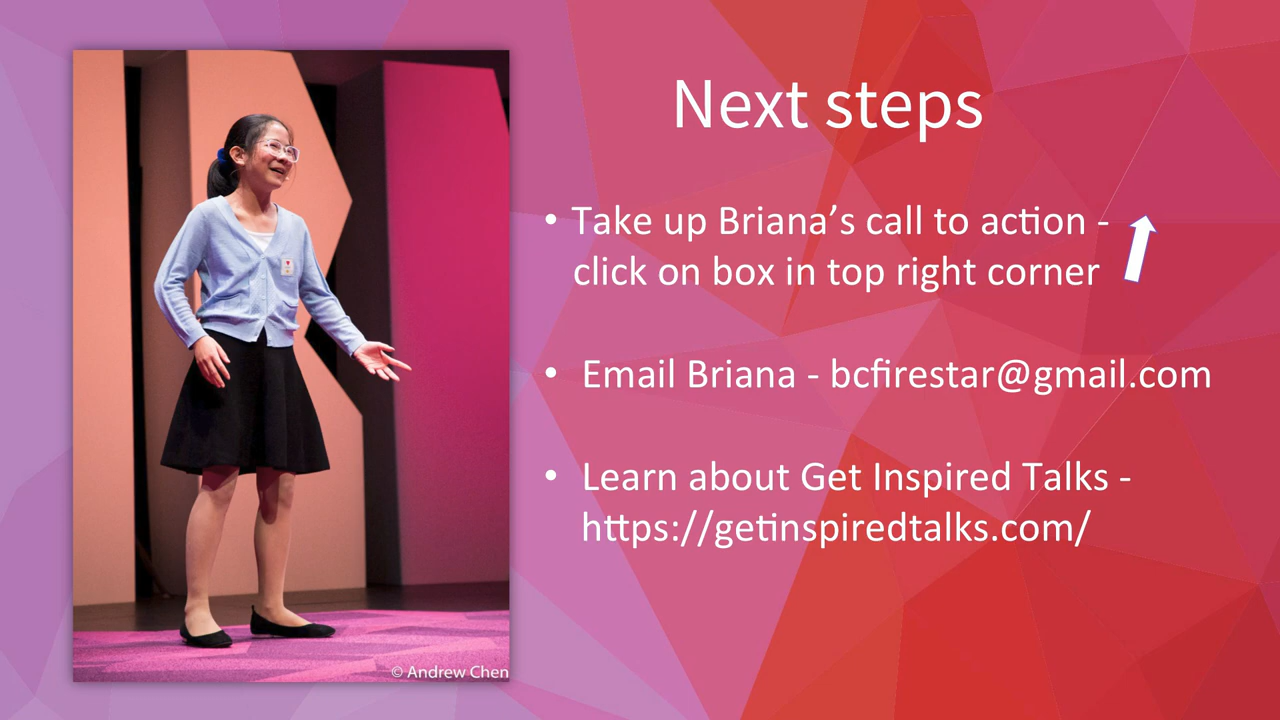 Next steps
• Take up Briana’s call to action -
click on box in top right corner
• Email Briana - bcfirestar@gmail.com
• Learn about Get Inspired Talks -
https://getinspiredtalks.com/
© Andrew Chen